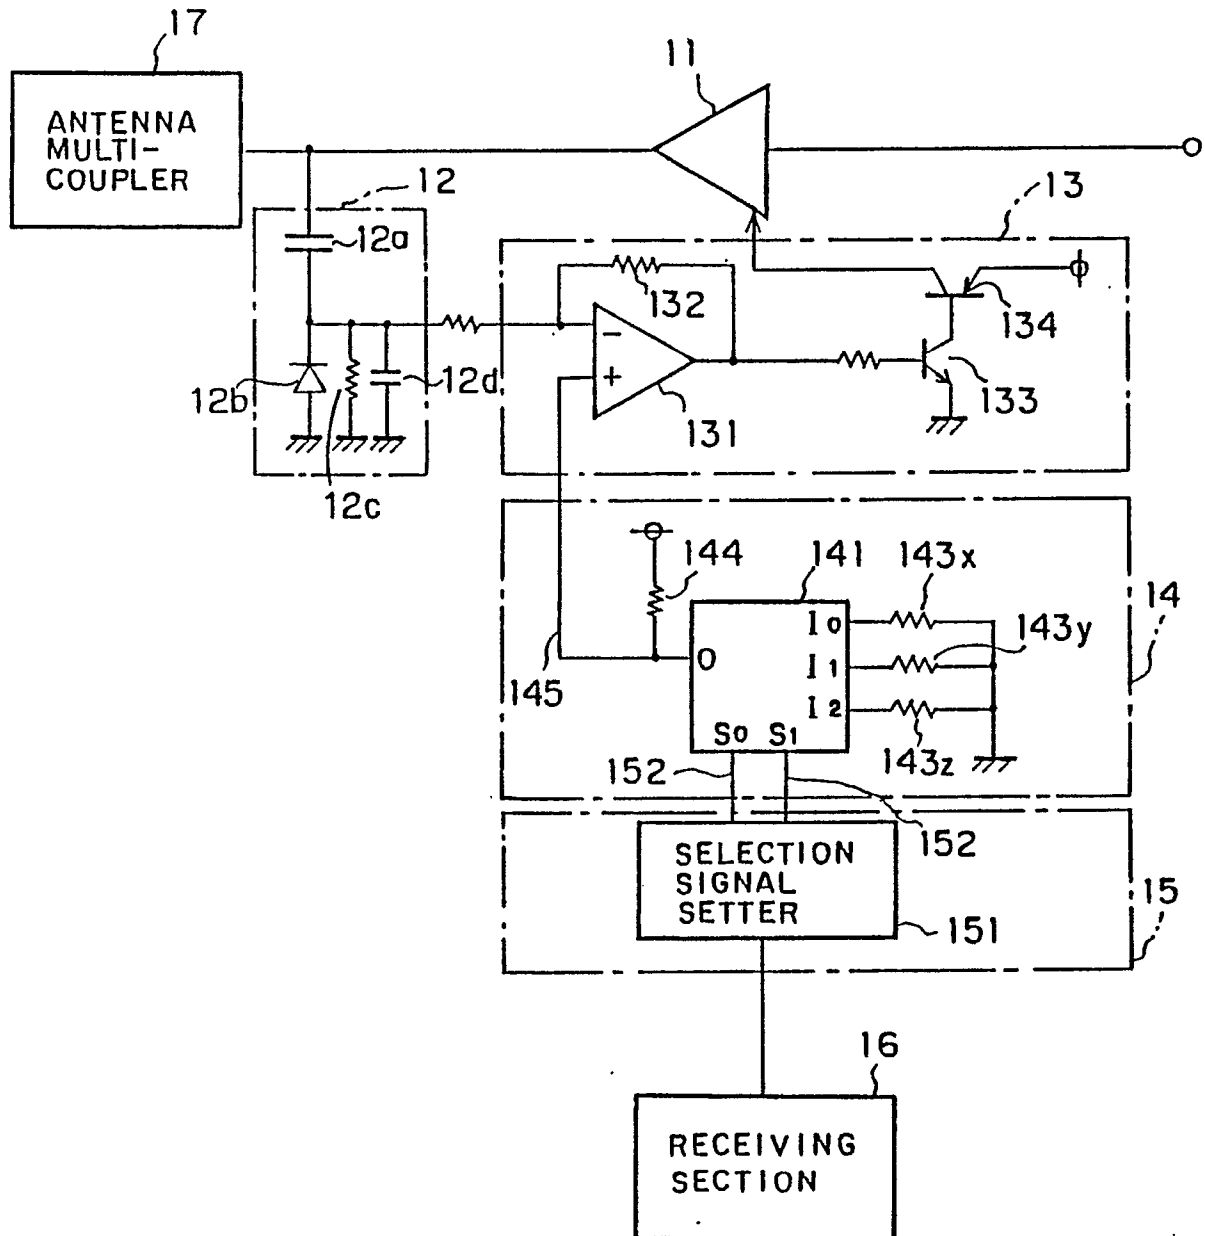 17
ANTENNA
MULTI-
COUPLER
11
12
12a
12b
12c
12d
13
132
131
134
133
144
141
143x
143y
143z
14
I0
I1
I2
O
S0 S1
145
152
152
SELECTION
SIGNAL
SETTER
151
15
16
RECEIVING
SECTION